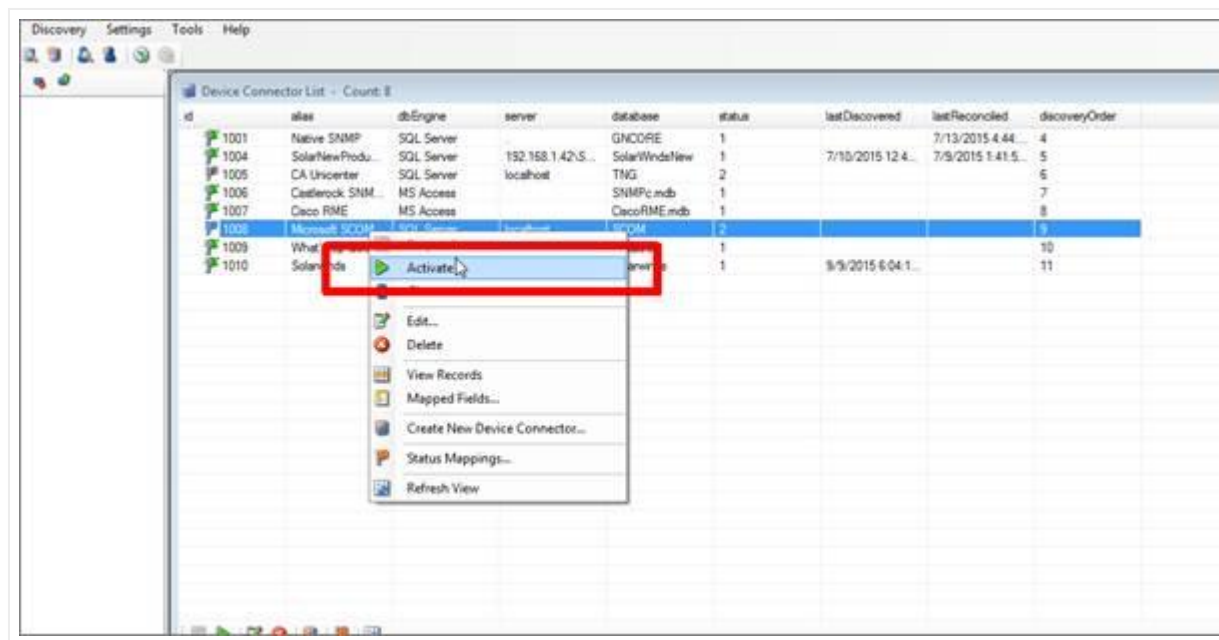 Discovery Settings Tools Help
Device Connector List - Count: 8
id alias dbEngine server database status lastDiscovered lastReconciled discoveryOrder
1001 Native SNMP SQL Server GNCORE 1 7/13/2015 4:44... 4
1004 SolarNewProdu... SQL Server 192.168.1.42\S... SolarWindsNew 1 7/10/2015 12:4... 7/9/2015 1:41:5... 5
1005 CA Unicenter SQL Server localhost TNG 2 6
1006 Castlerock SNM... MS Access SNMPc.mdb 1 7
1007 Cisco RME MS Access CiscoRME.mdb 1 8
1008 Microsoft SCOM SQL Server localhost SCOM 2 9
1009 What 1 10
1010 1 9/9/2015 6:04:1... 11
Activate
Edit...
Delete
View Records
Mapped Fields...
Create New Device Connector...
Status Mappings...
Refresh View